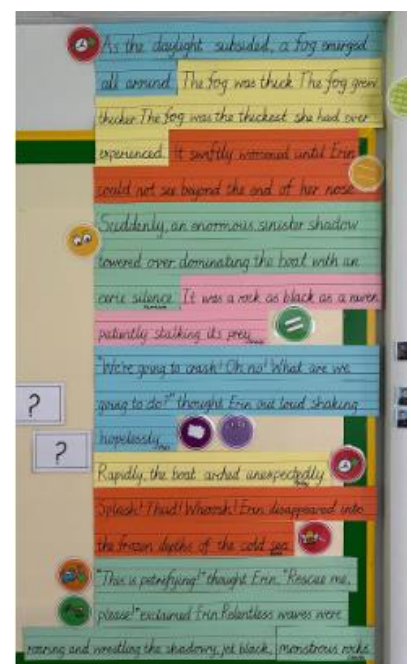 As the daylight subsided, a fog emerged
all around. The fog was thick The fog grew
thicker The fog was the thickest she had ever
experienced. It swiftly worsened until Erin
could not see beyond the end of her nose.
Suddenly, an enormous sinister shadow
towered over dominating the boat with an
eerie silence. It was a rock as black as a raven
patiently stalking its prey.
"We're going to crash! Oh no! What are we
going to do?" thought Erin out loud shaking
?
hopelessly.
?
Rapidly, the boat arched unexpectedly.
Splash! Thud! Whoosh! Erin disappeared into
the frozen depths of the cold sea.
"This is petrifying!" thought Erin. "Rescue me,
please!" exclaimed Erin. Relentless waves were
roaring and wrestling the shadowy, jet black, monstrous rocks.